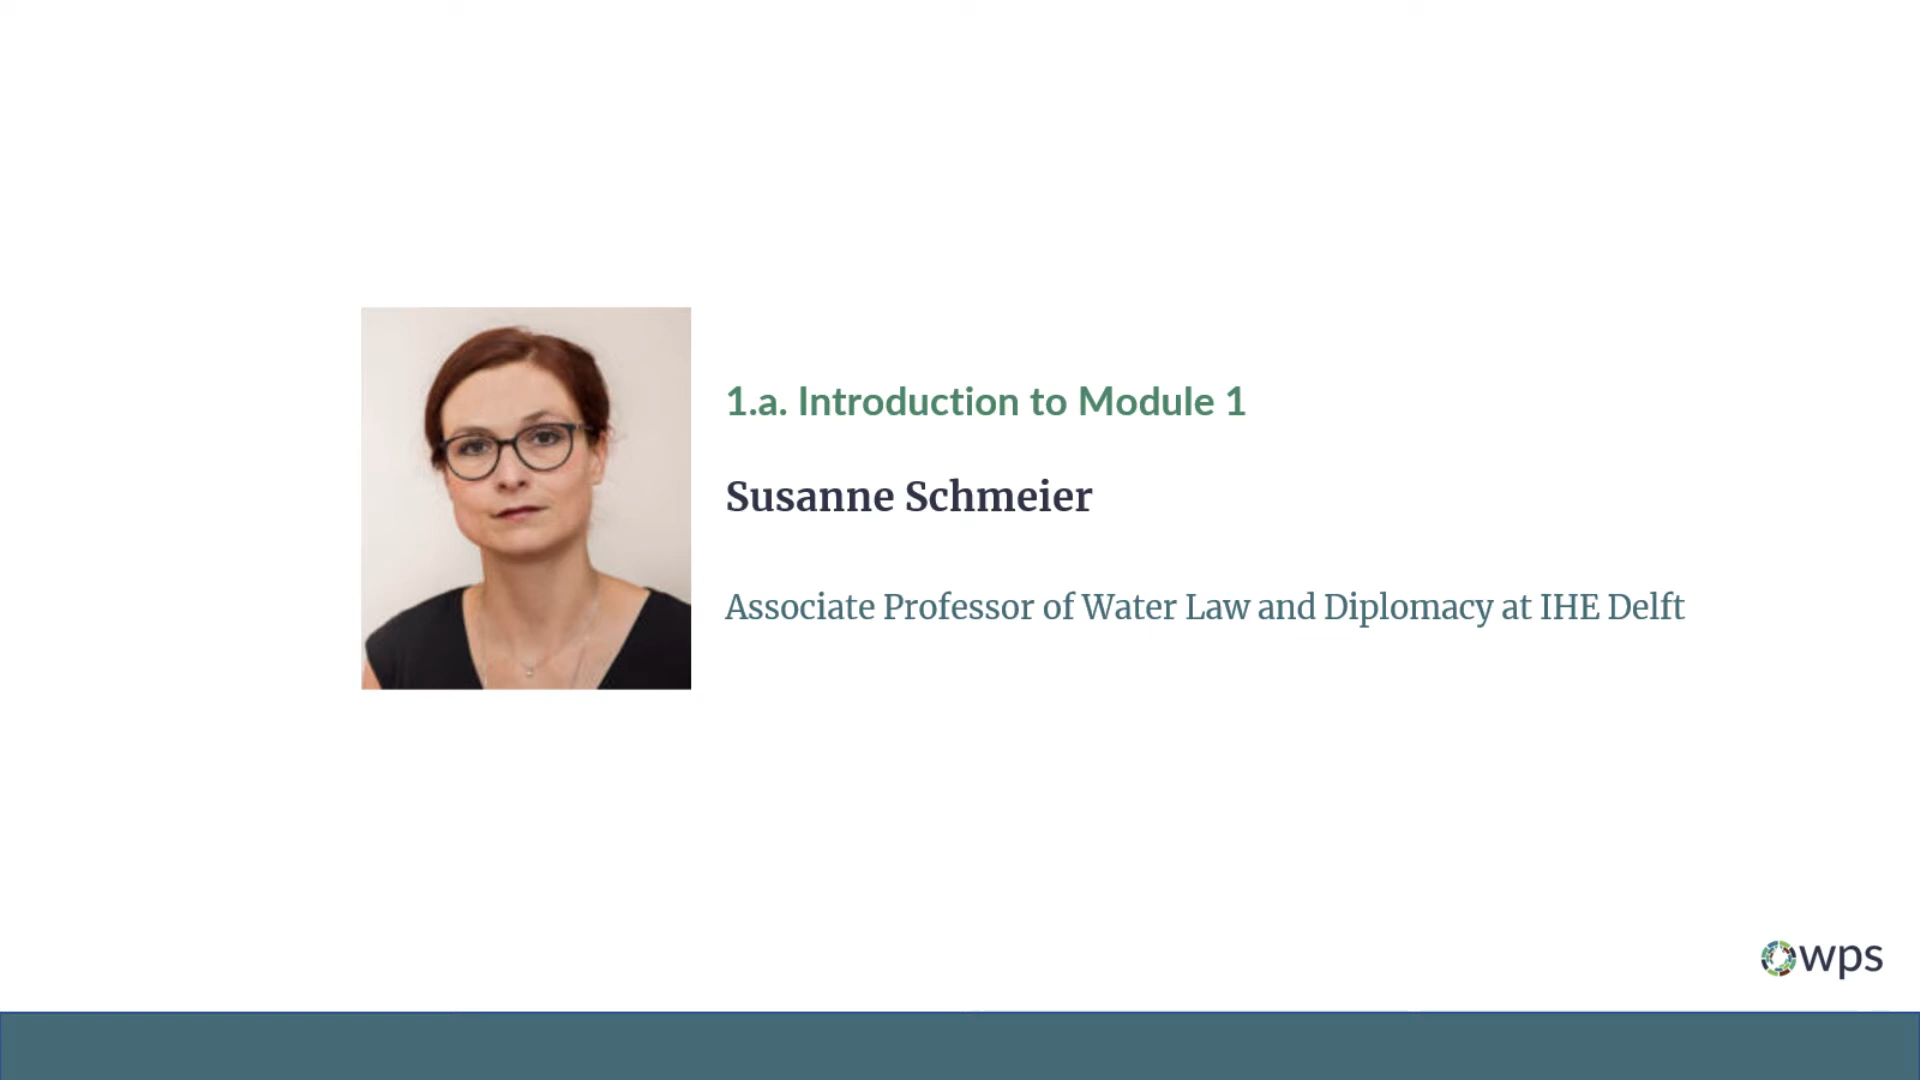 1.a. Introduction to Module 1
Susanne Schmeier
Associate Professor of Water Law and Diplomacy at IHE Delft
wps